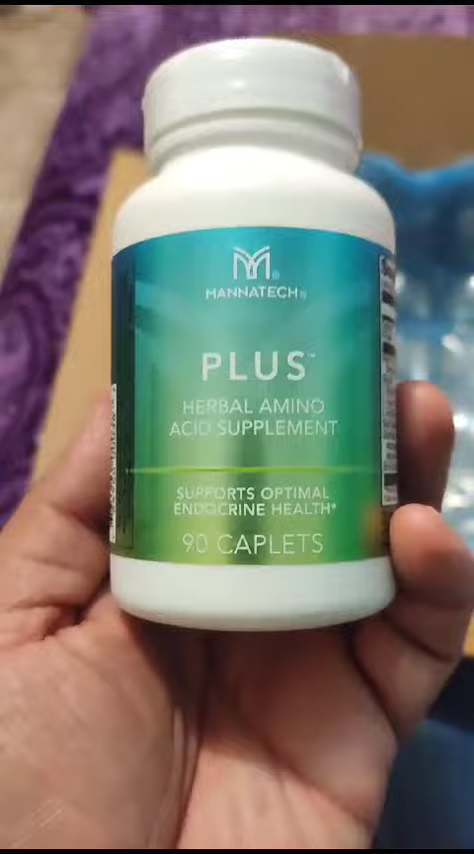 MANNATECH®
PLUS™
HERBAL AMINO
ACID SUPPLEMENT
SUPPORTS OPTIMAL
ENDOCRINE HEALTH*
90 CAPLETS